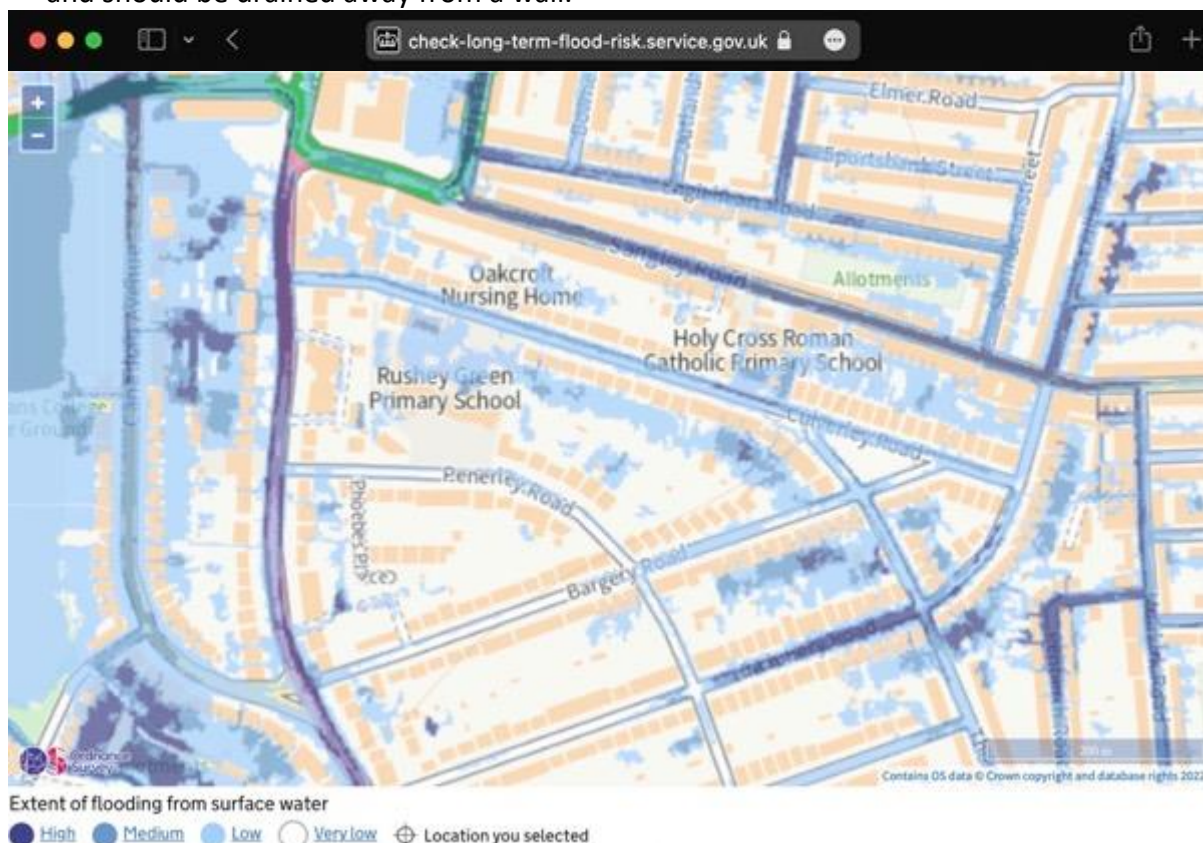 and should be drained away from a wall.
check-long-term-flood-risk.service.gov.uk
Elmer Road
Sportsbank Street
Sangley Road
Allotments
Oakcroft
Nursing Home
Holy Cross Roman
Catholic Primary School
Rushey Green
Primary School
Culverley Road
Penerley Road
Bargery Road
200 m
Ordnance
Survey
Contains OS data © Crown copyright and database rights 2022
Extent of flooding from surface water
High Medium Low Very low Location you selected